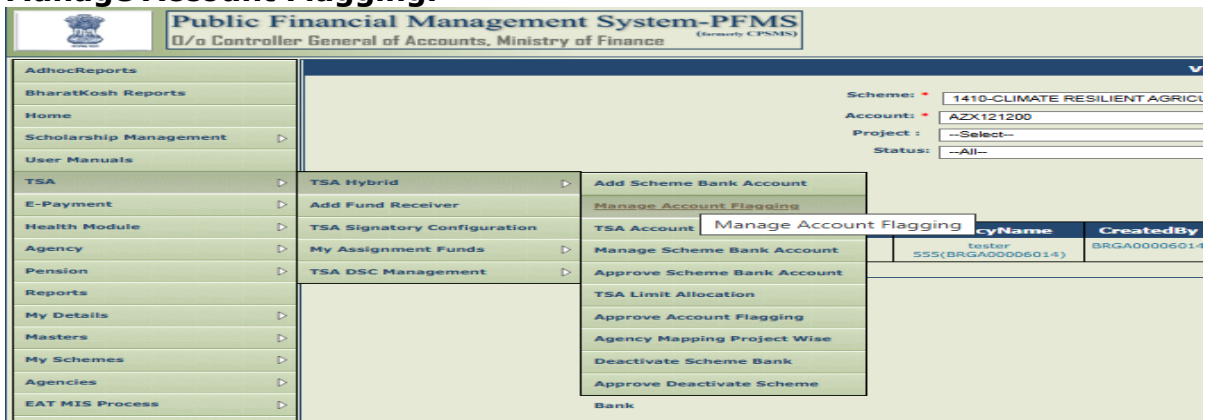 Manage Account Flagging:
Public Financial Management System-PFMS
(formerly CPSMS)
O/o Controller General of Accounts, Ministry of Finance
AdhocReports
BharatKosh Reports
Home
Scholarship Management
User Manuals
TSA
E-Payment
Health Module
Agency
Pension
Reports
My Details
Masters
My Schemes
Agencies
EAT MIS Process
TSA Hybrid
Add Fund Receiver
TSA Signatory Configuration
My Assignment Funds
TSA DSC Management
Add Scheme Bank Account
Manage Account Flagging
TSA Account
Manage Account Flagging
Manage Scheme Bank Account
Approve Scheme Bank Account
TSA Limit Allocation
Approve Account Flagging
Agency Mapping Project Wise
Deactivate Scheme Bank
Approve Deactivate Scheme
Bank
V
Scheme: * 1410-CLIMATE RESILIENT AGRICU
Account: * AZX121200
Project : --Select--
Status: --All--
cyName CreatedBy
tester BRGA00006014
555(BRGA00006014)